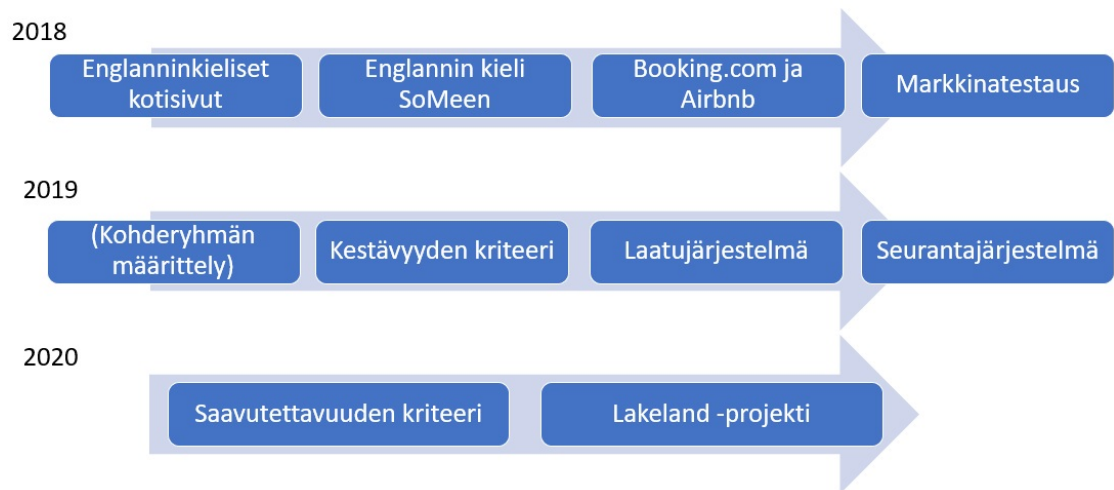 2018
Englanninkieliset
kotisivut
Englannin kieli
SoMeen
Booking.com ja
Airbnb
Markkinatestaus
2019
(Kohderyhmän
määrittely)
Kestävyyden kriteeri
Laatujärjestelmä
Seurantajärjestelmä
2020
Saavutettavuuden kriteeri
Lakeland -projekti